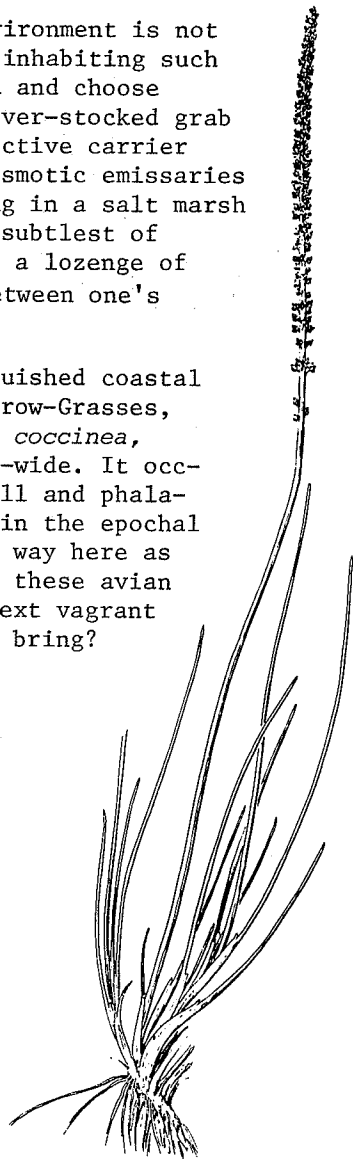 ironment is not
inhabiting such
and choose
ver-stocked grab
ctive carrier
smotic emissaries
g in a salt marsh
subtlest of
a lozenge of
etween one's
uished coastal
row-Grasses,
coccinea,
-wide. It occ-
ll and phala-
in the epochal
way here as
these avian
ext vagrant
bring?